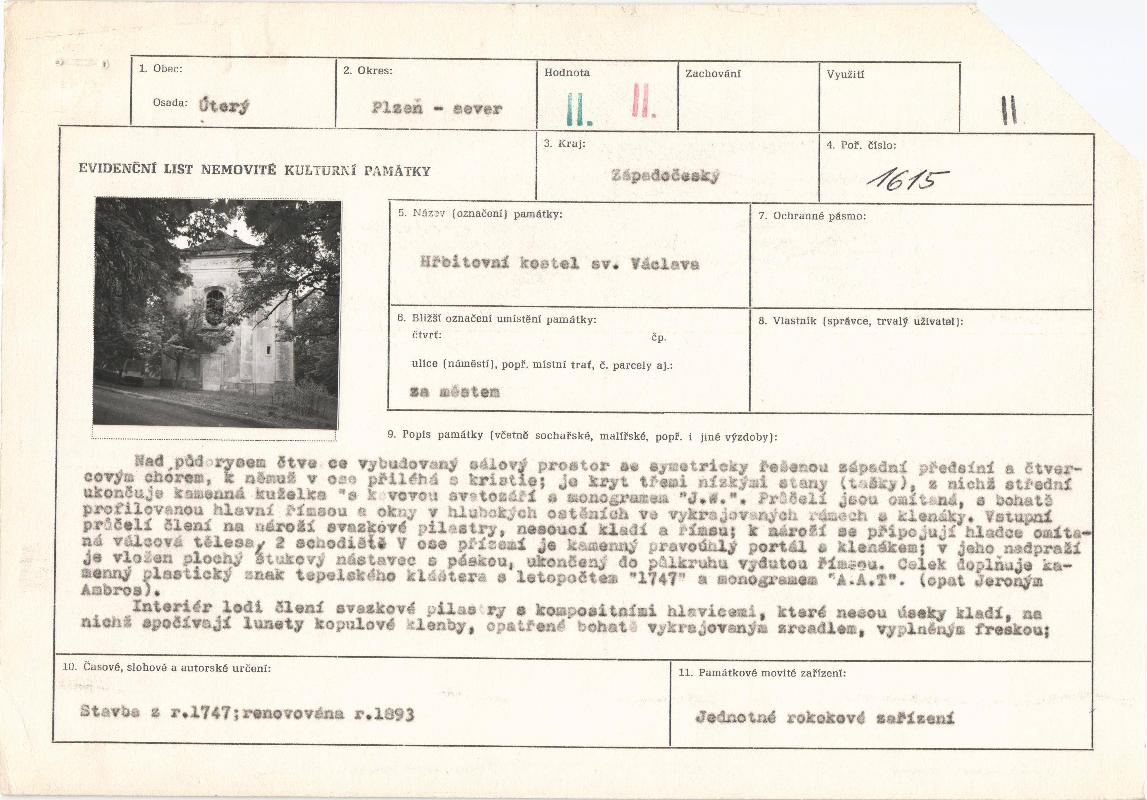 1. Obec:
Osada: Úterý
2. Okres:
Plzeň - sever
Hodnota
II. II.
Zachování
Využití
II
EVIDENČNÍ LIST NEMOVITÉ KULTURNÍ PAMÁTKY
3. Kraj:
Západočeský
4. Poř. číslo:
1615
5. Název (označení) památky:
Hřbitovní kostel sv. Václava
7. Ochranné pásmo:
6. Bližší označení umístění památky:
čtvrť: čp.
ulice (náměstí), popř. místní trať, č. parcely aj.:
za městem
8. Vlastník (správce, trvalý uživatel):
9. Popis památky (včetně sochařské, malířské, popř. i jiné výzdoby):
Nad půdorysem čtve ce vybudovaný sálový prostor se symetricky řešenou západní předsíní a čtver-
covým chórem, k němuž v ose přiléhá s kristie; je kryt třemi nízkými stany (tašky), z nichž střední
ukončuje kamenná kuželka "s kovovou svatozáří s monogramem "J.W.". Průčelí jsou omítaná, s bohatě
profilovanou hlavní římsou a okny v hlubokých ostěních ve vykrajovaných rámech s klenáky. Vstupní
průčelí člení na nároží svazkové pilastry, nesoucí kladí a římsu; k nároží se připojují hladce omíta-
ná válcová tělesa, 2 schodiště V ose přízemí je kamenný pravoúhlý portál s klenákem; v jeho nadpraží
je vložen plochý štukový nástavec s páskou, ukončený do půlkruhu vydutou římsou. Celek doplňuje ka-
menný plastický znak tepelského kláštera s letopočtem "1747" a monogramem "A.A.T". (opat Jeroným
Ambros).
Interiér lodi člení svazkové pilastry s kompositními hlavicemi, které nesou úseky kladí, na
nichž spočívají lunety kopulové klenby, opatřené bohatě vykrajovaným zrcadlem, vyplněným freskou;
10. Časové, slohové a autorské určení:
Stavba z r.1747;renovována r.1893
11. Památkové movité zařízení:
Jednotné rokokové zařízení